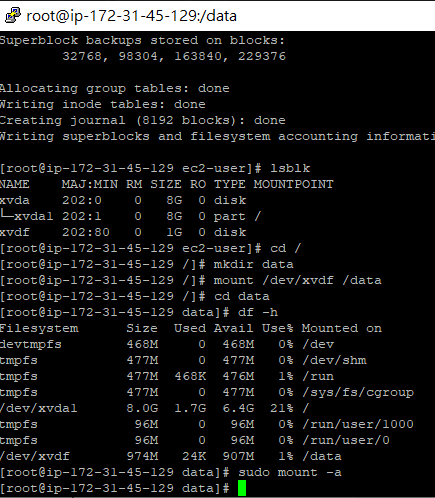 root@ip-172-31-45-129:/data
Superblock backups stored on blocks:
        32768, 98304, 163840, 229376
Allocating group tables: done
Writing inode tables: done
Creating journal (8192 blocks): done
Writing superblocks and filesystem accounting informati
[root@ip-172-31-45-129 ec2-user]# lsblk
NAME    MAJ:MIN RM SIZE RO TYPE MOUNTPOINT
xvda    202:0    0   8G  0 disk
└─xvda1 202:1    0   8G  0 part /
xvdf    202:80   0   1G  0 disk
[root@ip-172-31-45-129 ec2-user]# cd /
[root@ip-172-31-45-129 /]# mkdir data
[root@ip-172-31-45-129 /]# mount /dev/xvdf /data
[root@ip-172-31-45-129 /]# cd data
[root@ip-172-31-45-129 data]# df -h
Filesystem      Size  Used Avail Use% Mounted on
devtmpfs        468M     0  468M   0% /dev
tmpfs           477M     0  477M   0% /dev/shm
tmpfs           477M  468K  476M   1% /run
tmpfs           477M     0  477M   0% /sys/fs/cgroup
/dev/xvda1      8.0G  1.7G  6.4G  21% /
tmpfs            96M     0   96M   0% /run/user/1000
tmpfs            96M     0   96M   0% /run/user/0
/dev/xvdf       974M   24K  907M   1% /data
[root@ip-172-31-45-129 data]# sudo mount -a
[root@ip-172-31-45-129 data]#